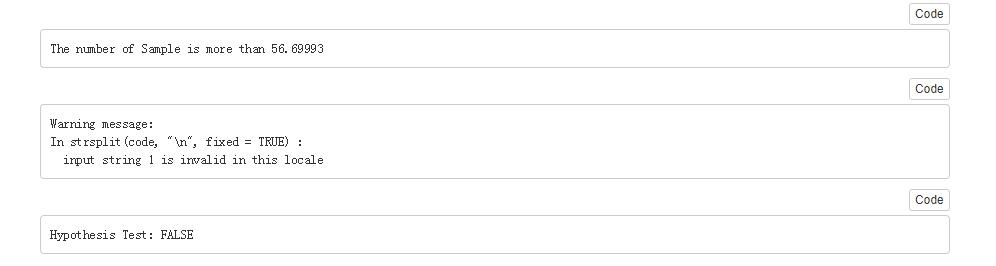 Code
The number of Sample is more than 56.69993
Code
Warning message:
In strsplit(code, "\n", fixed = TRUE) :
  input string 1 is invalid in this locale
Code
Hypothesis Test: FALSE